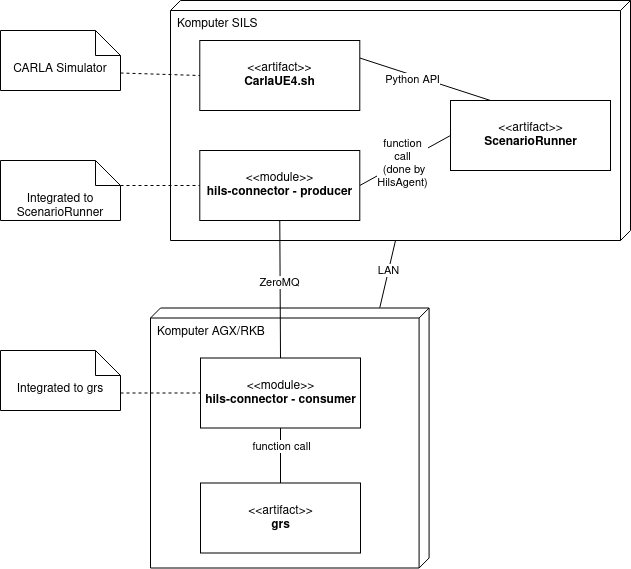 Komputer SILS
CARLA Simulator
<<artifact>>
CarlaUE4.sh
Python API
<<artifact>>
ScenarioRunner
function
call
(done by
HilsAgent)
Integrated to
ScenarioRunner
<<module>>
hils-connector - producer
ZeroMQ
LAN
Komputer AGX/RKB
Integrated to grs
<<module>>
hils-connector - consumer
function call
<<artifact>>
grs